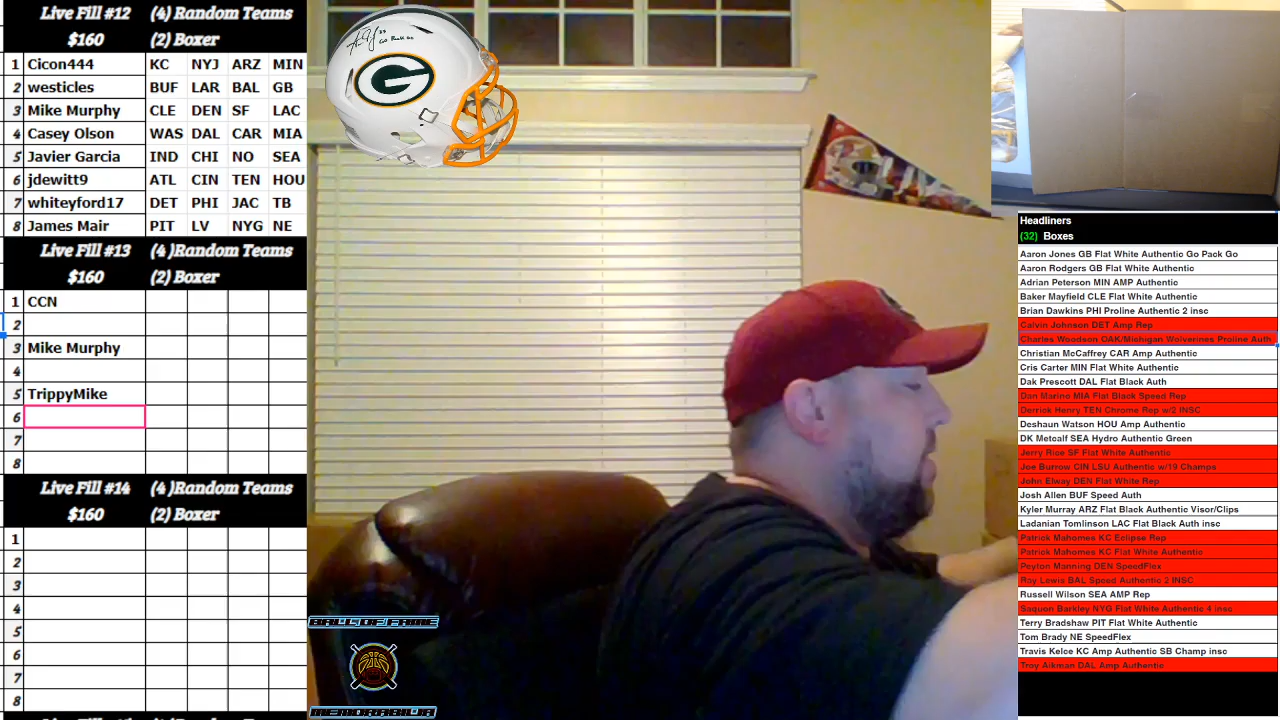 Live Fill #12 (4) Random Teams
$160 (2) Boxer
1 Cicon444 KC NYJ ARZ MIN
2 westicles BUF LAR BAL GB
3 Mike Murphy CLE DEN SF LAC
4 Casey Olson WAS DAL CAR MIA
5 Javier Garcia IND CHI NO SEA
6 jdewitt9 ATL CIN TEN HOU
7 whiteyford17 DET PHI JAC TB
8 James Mair PIT LV NYG NE
Live Fill #13 (4 )Random Teams
$160 (2) Boxer
1 CCN
2
3 Mike Murphy
4
5 TrippyMike
6
7
8
Live Fill #14 (4 )Random Teams
$160 (2) Boxer
1
2
3
4
5
6
7
8
G
Go Pack Go
BALL OF FAME
MEMORABILIA
Headliners
(32) Boxes
Aaron Jones GB Flat White Authentic Go Pack Go
Aaron Rodgers GB Flat White Authentic
Adrian Peterson MIN AMP Authentic
Baker Mayfield CLE Flat White Authentic
Brian Dawkins PHI Proline Authentic 2 insc
Calvin Johnson DET Amp Rep
Charles Woodson OAK/Michigan Wolverines Proline Auth
Christian McCaffrey CAR Amp Authentic
Cris Carter MIN Flat White Authentic
Dak Prescott DAL Flat Black Auth
Dan Marino MIA Flat Black Speed Rep
Derrick Henry TEN Chrome Rep w/2 INSC
Deshaun Watson HOU Amp Authentic
DK Metcalf SEA Hydro Authentic Green
Jerry Rice SF Flat White Authentic
Joe Burrow CIN LSU Authentic w/19 Champs
John Elway DEN Flat White Rep
Josh Allen BUF Speed Auth
Kyler Murray ARZ Flat Black Authentic Visor/Clips
Ladanian Tomlinson LAC Flat Black Auth insc
Patrick Mahomes KC Eclipse Rep
Patrick Mahomes KC Flat White Authentic
Peyton Manning DEN SpeedFlex
Ray Lewis BAL Speed Authentic 2 INSC
Russell Wilson SEA AMP Rep
Saquon Barkley NYG Flat White Authentic 4 insc
Terry Bradshaw PIT Flat White Authentic
Tom Brady NE SpeedFlex
Travis Kelce KC Amp Authentic SB Champ insc
Troy Aikman DAL Amp Authentic